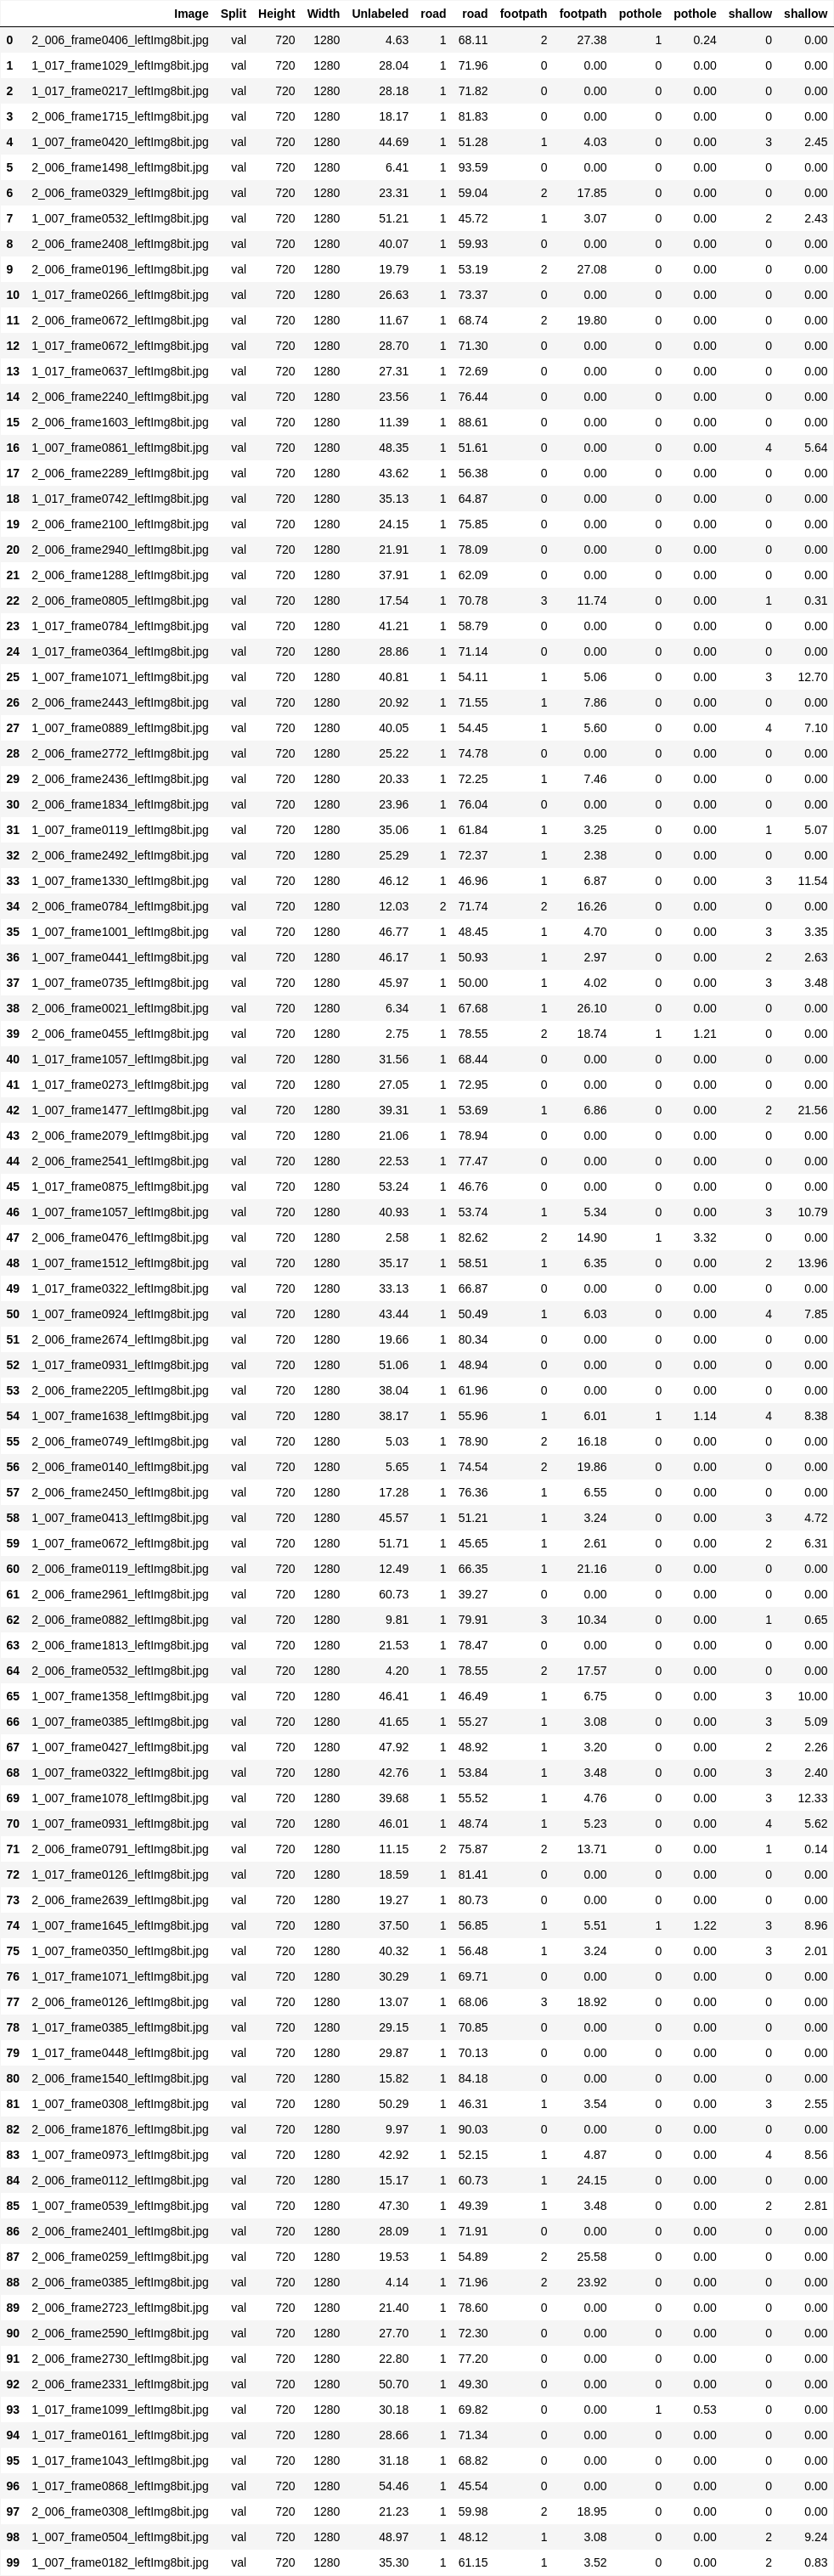 Image Split Height Width Unlabeled road road footpath footpath pothole pothole shallow shallow
0 2_006_frame0406_leftImg8bit.jpg val 720 1280 4.63 1 68.11 2 27.38 1 0.24 0 0.00
1 1_017_frame1029_leftImg8bit.jpg val 720 1280 28.04 1 71.96 0 0.00 0 0.00 0 0.00
2 1_017_frame0217_leftImg8bit.jpg val 720 1280 28.18 1 71.82 0 0.00 0 0.00 0 0.00
3 2_006_frame1715_leftImg8bit.jpg val 720 1280 18.17 1 81.83 0 0.00 0 0.00 0 0.00
4 1_007_frame0420_leftImg8bit.jpg val 720 1280 44.69 1 51.28 1 4.03 0 0.00 3 2.45
5 2_006_frame1498_leftImg8bit.jpg val 720 1280 6.41 1 93.59 0 0.00 0 0.00 0 0.00
6 2_006_frame0329_leftImg8bit.jpg val 720 1280 23.31 1 59.04 2 17.85 0 0.00 0 0.00
7 1_007_frame0532_leftImg8bit.jpg val 720 1280 51.21 1 45.72 1 3.07 0 0.00 2 2.43
8 2_006_frame2408_leftImg8bit.jpg val 720 1280 40.07 1 59.93 0 0.00 0 0.00 0 0.00
9 2_006_frame0196_leftImg8bit.jpg val 720 1280 19.79 1 53.19 2 27.08 0 0.00 0 0.00
10 1_017_frame0266_leftImg8bit.jpg val 720 1280 26.63 1 73.37 0 0.00 0 0.00 0 0.00
11 2_006_frame0672_leftImg8bit.jpg val 720 1280 11.67 1 68.74 2 19.80 0 0.00 0 0.00
12 1_017_frame0672_leftImg8bit.jpg val 720 1280 28.70 1 71.30 0 0.00 0 0.00 0 0.00
13 1_017_frame0637_leftImg8bit.jpg val 720 1280 27.31 1 72.69 0 0.00 0 0.00 0 0.00
14 2_006_frame2240_leftImg8bit.jpg val 720 1280 23.56 1 76.44 0 0.00 0 0.00 0 0.00
15 2_006_frame1603_leftImg8bit.jpg val 720 1280 11.39 1 88.61 0 0.00 0 0.00 0 0.00
16 1_007_frame0861_leftImg8bit.jpg val 720 1280 48.35 1 51.61 0 0.00 0 0.00 4 5.64
17 2_006_frame2289_leftImg8bit.jpg val 720 1280 43.62 1 56.38 0 0.00 0 0.00 0 0.00
18 1_017_frame0742_leftImg8bit.jpg val 720 1280 35.13 1 64.87 0 0.00 0 0.00 0 0.00
19 2_006_frame2100_leftImg8bit.jpg val 720 1280 24.15 1 75.85 0 0.00 0 0.00 0 0.00
20 2_006_frame2940_leftImg8bit.jpg val 720 1280 21.91 1 78.09 0 0.00 0 0.00 0 0.00
21 2_006_frame1288_leftImg8bit.jpg val 720 1280 37.91 1 62.09 0 0.00 0 0.00 0 0.00
22 2_006_frame0805_leftImg8bit.jpg val 720 1280 17.54 1 70.78 3 11.74 0 0.00 1 0.31
23 1_017_frame0784_leftImg8bit.jpg val 720 1280 41.21 1 58.79 0 0.00 0 0.00 0 0.00
24 1_017_frame0364_leftImg8bit.jpg val 720 1280 28.86 1 71.14 0 0.00 0 0.00 0 0.00
25 1_007_frame1071_leftImg8bit.jpg val 720 1280 40.81 1 54.11 1 5.06 0 0.00 3 12.70
26 2_006_frame2443_leftImg8bit.jpg val 720 1280 20.92 1 71.55 1 7.86 0 0.00 0 0.00
27 1_007_frame0889_leftImg8bit.jpg val 720 1280 40.05 1 54.45 1 5.60 0 0.00 4 7.10
28 2_006_frame2772_leftImg8bit.jpg val 720 1280 25.22 1 74.78 0 0.00 0 0.00 0 0.00
29 2_006_frame2436_leftImg8bit.jpg val 720 1280 20.33 1 72.25 1 7.46 0 0.00 0 0.00
30 2_006_frame1834_leftImg8bit.jpg val 720 1280 23.96 1 76.04 0 0.00 0 0.00 0 0.00
31 1_007_frame0119_leftImg8bit.jpg val 720 1280 35.06 1 61.84 1 3.25 0 0.00 1 5.07
32 2_006_frame2492_leftImg8bit.jpg val 720 1280 25.29 1 72.37 1 2.38 0 0.00 0 0.00
33 1_007_frame1330_leftImg8bit.jpg val 720 1280 46.12 1 46.96 1 6.87 0 0.00 3 11.54
34 2_006_frame0784_leftImg8bit.jpg val 720 1280 12.03 2 71.74 2 16.26 0 0.00 0 0.00
35 1_007_frame1001_leftImg8bit.jpg val 720 1280 46.77 1 48.45 1 4.70 0 0.00 3 3.35
36 1_007_frame0441_leftImg8bit.jpg val 720 1280 46.17 1 50.93 1 2.97 0 0.00 2 2.63
37 1_007_frame0735_leftImg8bit.jpg val 720 1280 45.97 1 50.00 1 4.02 0 0.00 3 3.48
38 2_006_frame0021_leftImg8bit.jpg val 720 1280 6.34 1 67.68 1 26.10 0 0.00 0 0.00
39 2_006_frame0455_leftImg8bit.jpg val 720 1280 2.75 1 78.55 2 18.74 1 1.21 0 0.00
40 1_017_frame1057_leftImg8bit.jpg val 720 1280 31.56 1 68.44 0 0.00 0 0.00 0 0.00
41 1_017_frame0273_leftImg8bit.jpg val 720 1280 27.05 1 72.95 0 0.00 0 0.00 0 0.00
42 1_007_frame1477_leftImg8bit.jpg val 720 1280 39.31 1 53.69 1 6.86 0 0.00 2 21.56
43 2_006_frame2079_leftImg8bit.jpg val 720 1280 21.06 1 78.94 0 0.00 0 0.00 0 0.00
44 2_006_frame2541_leftImg8bit.jpg val 720 1280 22.53 1 77.47 0 0.00 0 0.00 0 0.00
45 1_017_frame0875_leftImg8bit.jpg val 720 1280 53.24 1 46.76 0 0.00 0 0.00 0 0.00
46 1_007_frame1057_leftImg8bit.jpg val 720 1280 40.93 1 53.74 1 5.34 0 0.00 3 10.79
47 2_006_frame0476_leftImg8bit.jpg val 720 1280 2.58 1 82.62 2 14.90 1 3.32 0 0.00
48 1_007_frame1512_leftImg8bit.jpg val 720 1280 35.17 1 58.51 1 6.35 0 0.00 2 13.96
49 1_017_frame0322_leftImg8bit.jpg val 720 1280 33.13 1 66.87 0 0.00 0 0.00 0 0.00
50 1_007_frame0924_leftImg8bit.jpg val 720 1280 43.44 1 50.49 1 6.03 0 0.00 4 7.85
51 2_006_frame2674_leftImg8bit.jpg val 720 1280 19.66 1 80.34 0 0.00 0 0.00 0 0.00
52 1_017_frame0931_leftImg8bit.jpg val 720 1280 51.06 1 48.94 0 0.00 0 0.00 0 0.00
53 2_006_frame2205_leftImg8bit.jpg val 720 1280 38.04 1 61.96 0 0.00 0 0.00 0 0.00
54 1_007_frame1638_leftImg8bit.jpg val 720 1280 38.17 1 55.96 1 6.01 1 1.14 4 8.38
55 2_006_frame0749_leftImg8bit.jpg val 720 1280 5.03 1 78.90 2 16.18 0 0.00 0 0.00
56 2_006_frame0140_leftImg8bit.jpg val 720 1280 5.65 1 74.54 2 19.86 0 0.00 0 0.00
57 2_006_frame2450_leftImg8bit.jpg val 720 1280 17.28 1 76.36 1 6.55 0 0.00 0 0.00
58 1_007_frame0413_leftImg8bit.jpg val 720 1280 45.57 1 51.21 1 3.24 0 0.00 3 4.72
59 1_007_frame0672_leftImg8bit.jpg val 720 1280 51.71 1 45.65 1 2.61 0 0.00 2 6.31
60 2_006_frame0119_leftImg8bit.jpg val 720 1280 12.49 1 66.35 1 21.16 0 0.00 0 0.00
61 2_006_frame2961_leftImg8bit.jpg val 720 1280 60.73 1 39.27 0 0.00 0 0.00 0 0.00
62 2_006_frame0882_leftImg8bit.jpg val 720 1280 9.81 1 79.91 3 10.34 0 0.00 1 0.65
63 2_006_frame1813_leftImg8bit.jpg val 720 1280 21.53 1 78.47 0 0.00 0 0.00 0 0.00
64 2_006_frame0532_leftImg8bit.jpg val 720 1280 4.20 1 78.55 2 17.57 0 0.00 0 0.00
65 1_007_frame1358_leftImg8bit.jpg val 720 1280 46.41 1 46.49 1 6.75 0 0.00 3 10.00
66 1_007_frame0385_leftImg8bit.jpg val 720 1280 41.65 1 55.27 1 3.08 0 0.00 3 5.09
67 1_007_frame0427_leftImg8bit.jpg val 720 1280 47.92 1 48.92 1 3.20 0 0.00 2 2.26
68 1_007_frame0322_leftImg8bit.jpg val 720 1280 42.76 1 53.84 1 3.48 0 0.00 3 2.40
69 1_007_frame1078_leftImg8bit.jpg val 720 1280 39.68 1 55.52 1 4.76 0 0.00 3 12.33
70 1_007_frame0931_leftImg8bit.jpg val 720 1280 46.01 1 48.74 1 5.23 0 0.00 4 5.62
71 2_006_frame0791_leftImg8bit.jpg val 720 1280 11.15 2 75.87 2 13.71 0 0.00 1 0.14
72 1_017_frame0126_leftImg8bit.jpg val 720 1280 18.59 1 81.41 0 0.00 0 0.00 0 0.00
73 2_006_frame2639_leftImg8bit.jpg val 720 1280 19.27 1 80.73 0 0.00 0 0.00 0 0.00
74 1_007_frame1645_leftImg8bit.jpg val 720 1280 37.50 1 56.85 1 5.51 1 1.22 3 8.96
75 1_007_frame0350_leftImg8bit.jpg val 720 1280 40.32 1 56.48 1 3.24 0 0.00 3 2.01
76 1_017_frame1071_leftImg8bit.jpg val 720 1280 30.29 1 69.71 0 0.00 0 0.00 0 0.00
77 2_006_frame0126_leftImg8bit.jpg val 720 1280 13.07 1 68.06 3 18.92 0 0.00 0 0.00
78 1_017_frame0385_leftImg8bit.jpg val 720 1280 29.15 1 70.85 0 0.00 0 0.00 0 0.00
79 1_017_frame0448_leftImg8bit.jpg val 720 1280 29.87 1 70.13 0 0.00 0 0.00 0 0.00
80 2_006_frame1540_leftImg8bit.jpg val 720 1280 15.82 1 84.18 0 0.00 0 0.00 0 0.00
81 1_007_frame0308_leftImg8bit.jpg val 720 1280 50.29 1 46.31 1 3.54 0 0.00 3 2.55
82 2_006_frame1876_leftImg8bit.jpg val 720 1280 9.97 1 90.03 0 0.00 0 0.00 0 0.00
83 1_007_frame0973_leftImg8bit.jpg val 720 1280 42.92 1 52.15 1 4.87 0 0.00 4 8.56
84 2_006_frame0112_leftImg8bit.jpg val 720 1280 15.17 1 60.73 1 24.15 0 0.00 0 0.00
85 1_007_frame0539_leftImg8bit.jpg val 720 1280 47.30 1 49.39 1 3.48 0 0.00 2 2.81
86 2_006_frame2401_leftImg8bit.jpg val 720 1280 28.09 1 71.91 0 0.00 0 0.00 0 0.00
87 2_006_frame0259_leftImg8bit.jpg val 720 1280 19.53 1 54.89 2 25.58 0 0.00 0 0.00
88 2_006_frame0385_leftImg8bit.jpg val 720 1280 4.14 1 71.96 2 23.92 0 0.00 0 0.00
89 2_006_frame2723_leftImg8bit.jpg val 720 1280 21.40 1 78.60 0 0.00 0 0.00 0 0.00
90 2_006_frame2590_leftImg8bit.jpg val 720 1280 27.70 1 72.30 0 0.00 0 0.00 0 0.00
91 2_006_frame2730_leftImg8bit.jpg val 720 1280 22.80 1 77.20 0 0.00 0 0.00 0 0.00
92 2_006_frame2331_leftImg8bit.jpg val 720 1280 50.70 1 49.30 0 0.00 0 0.00 0 0.00
93 1_017_frame1099_leftImg8bit.jpg val 720 1280 30.18 1 69.82 0 0.00 1 0.53 0 0.00
94 1_017_frame0161_leftImg8bit.jpg val 720 1280 28.66 1 71.34 0 0.00 0 0.00 0 0.00
95 1_017_frame1043_leftImg8bit.jpg val 720 1280 31.18 1 68.82 0 0.00 0 0.00 0 0.00
96 1_017_frame0868_leftImg8bit.jpg val 720 1280 54.46 1 45.54 0 0.00 0 0.00 0 0.00
97 2_006_frame0308_leftImg8bit.jpg val 720 1280 21.23 1 59.98 2 18.95 0 0.00 0 0.00
98 1_007_frame0504_leftImg8bit.jpg val 720 1280 48.97 1 48.12 1 3.08 0 0.00 2 9.24
99 1_007_frame0182_leftImg8bit.jpg val 720 1280 35.30 1 61.15 1 3.52 0 0.00 2 0.83